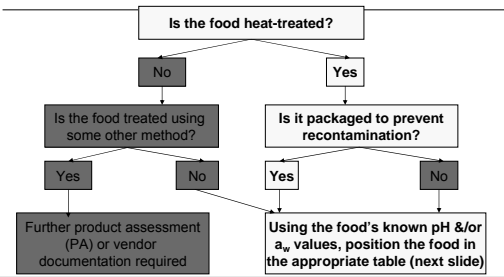 Is the food heat-treated?
No
Yes
Is the food treated using
some other method?
Is it packaged to prevent
recontamination?
Yes
No
Yes
No
Further product assessment
(PA) or vendor
documentation required
Using the food's known pH &/or
aw values, position the food in
the appropriate table (next slide)